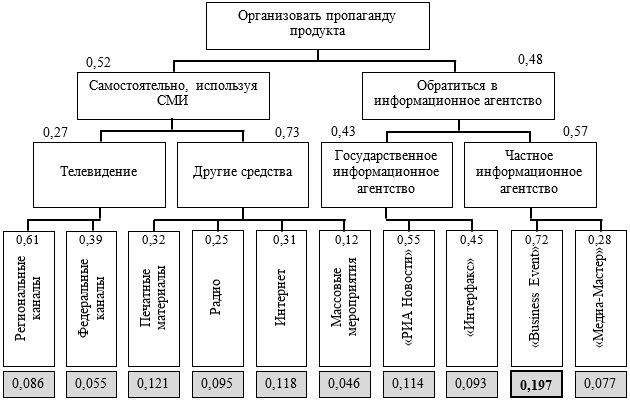 Организовать пропаганду
продукта
0,52
0,48
Самостоятельно, используя
СМИ
Обратиться в
информационное агентство
0,27
0,73
0,43
0,57
Телевидение
Другие средства
Государственное
информационное
агентство
Частное
информационное
агентство
0,61
0,39
0,32
0,25
0,31
0,12
0,55
0,45
0,72
0,28
Региональные
каналы
Федеральные
каналы
Печатные
материалы
Радио
Интернет
Массовые
мероприятия
«РИА Новости»
«Интерфакс»
«Business Event»
«Медиа-Мастер»
0,086
0,055
0,121
0,095
0,118
0,046
0,114
0,093
0,197
0,077